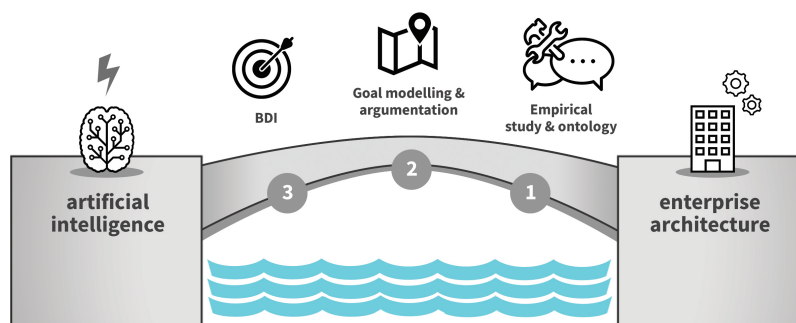 BDI
Goal modelling &
argumentation
Empirical
study & ontology
artificial
intelligence
3
2
1
enterprise
architecture